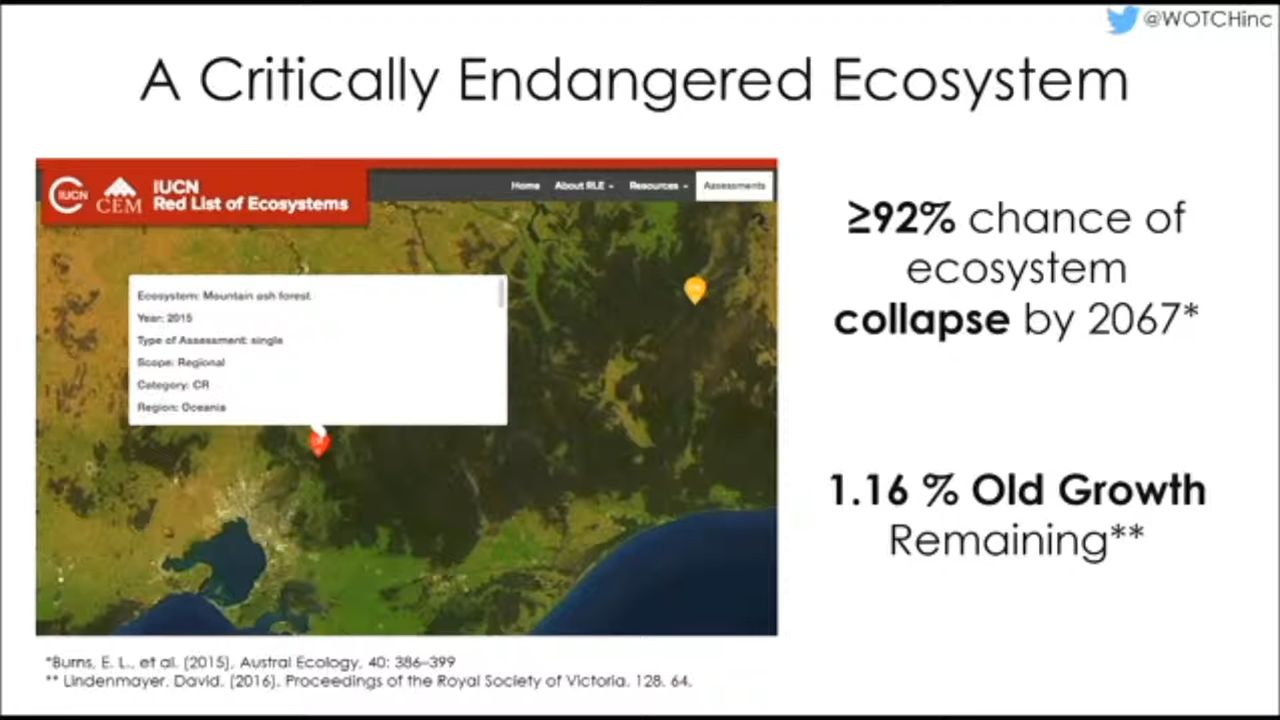 @WOTCHinc
A Critically Endangered Ecosystem
IUCN
CEM
IUCN
Red List of Ecosystems
Home About RLE Resources Assessments
Ecosystem: Mountain ash forest
Year: 2015
Type of Assessment: single
Scope: Regional
Category: CR
Region: Oceania
≥92% chance of
ecosystem
collapse by 2067*
1.16 % Old Growth
Remaining**
*Burns, E. L., et al. (2015), Austral Ecology, 40: 386–399
** Lindenmayer, David. (2016). Proceedings of the Royal Society of Victoria. 128. 64.